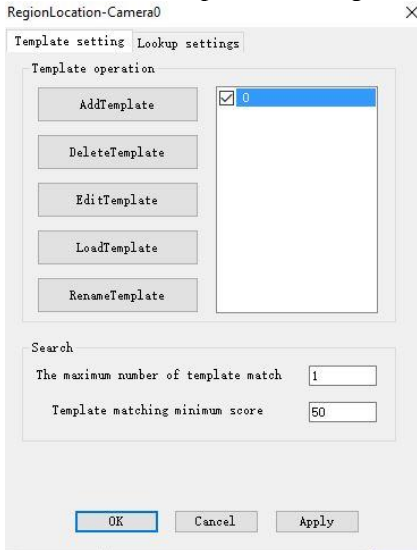 RegionLocation-Camera0
Template setting Lookup settings
Template operation
AddTemplate
0
DeleteTemplate
EditTemplate
LoadTemplate
RenameTemplate
Search
The maximum number of template match 1
Template matching minimum score 50
OK Cancel Apply